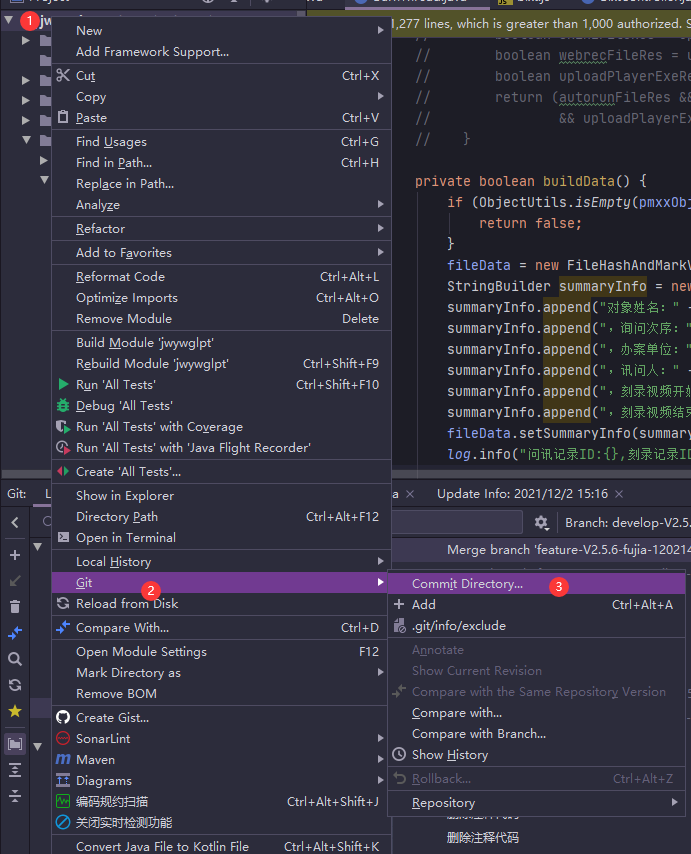 1
jw
1,277 lines, which is greater than 1,000 authorized. S
// boolean webrecFileRes = u
// boolean uploadPlayerExeRe
// return (autorunFileRes &&
// && uploadPlayerEx
// }
private boolean buildData() {
if (ObjectUtils.isEmpty(pmxxObj
return false;
}
fileData = new FileHashAndMarkV
StringBuilder summaryInfo = new
summaryInfo.append("对象姓名：" +
summaryInfo.append("，询问次序："
summaryInfo.append("，办案单位："
summaryInfo.append("，讯问人：" +
summaryInfo.append("，刻录视频开始
summaryInfo.append("，刻录视频结束
fileData.setSummaryInfo(summary
log.info("问讯记录ID:{},刻录记录ID
New
Add Framework Support...
Cut Ctrl+X
Copy
Paste Ctrl+V
Find Usages Ctrl+G
Find in Path... Ctrl+H
Replace in Path...
Analyze
Refactor
Add to Favorites
Reformat Code Ctrl+Alt+L
Optimize Imports Ctrl+Alt+O
Remove Module Delete
Build Module 'jwywglpt'
Rebuild Module 'jwywglpt' Ctrl+Shift+F9
Run 'All Tests' Ctrl+Shift+F10
Debug 'All Tests'
Run 'All Tests' with Coverage
Run 'All Tests' with 'Java Flight Recorder'
Create 'All Tests'...
Show in Explorer
Directory Path Ctrl+Alt+F12
Open in Terminal
Local History
Git 2
Reload from Disk
Compare With... Ctrl+D
Open Module Settings F12
Mark Directory as
Remove BOM
Create Gist...
SonarLint
Maven
Diagrams
编码规约扫描 Ctrl+Alt+Shift+J
关闭实时检测功能
Convert Java File to Kotlin File Ctrl+Alt+Shift+K
Git: L
a × Update Info: 2021/12/2 15:16 ×
Branch: develop-V2.5.
Merge branch 'feature-V2.5.6-fujia-120214
Commit Directory... 3
Add Ctrl+Alt+A
.git/info/exclude
Annotate
Show Current Revision
Compare with the Same Repository Version
Compare with...
Compare with Branch...
Show History
Rollback... Ctrl+Alt+Z
Repository
删除注释代码
删除注释代码